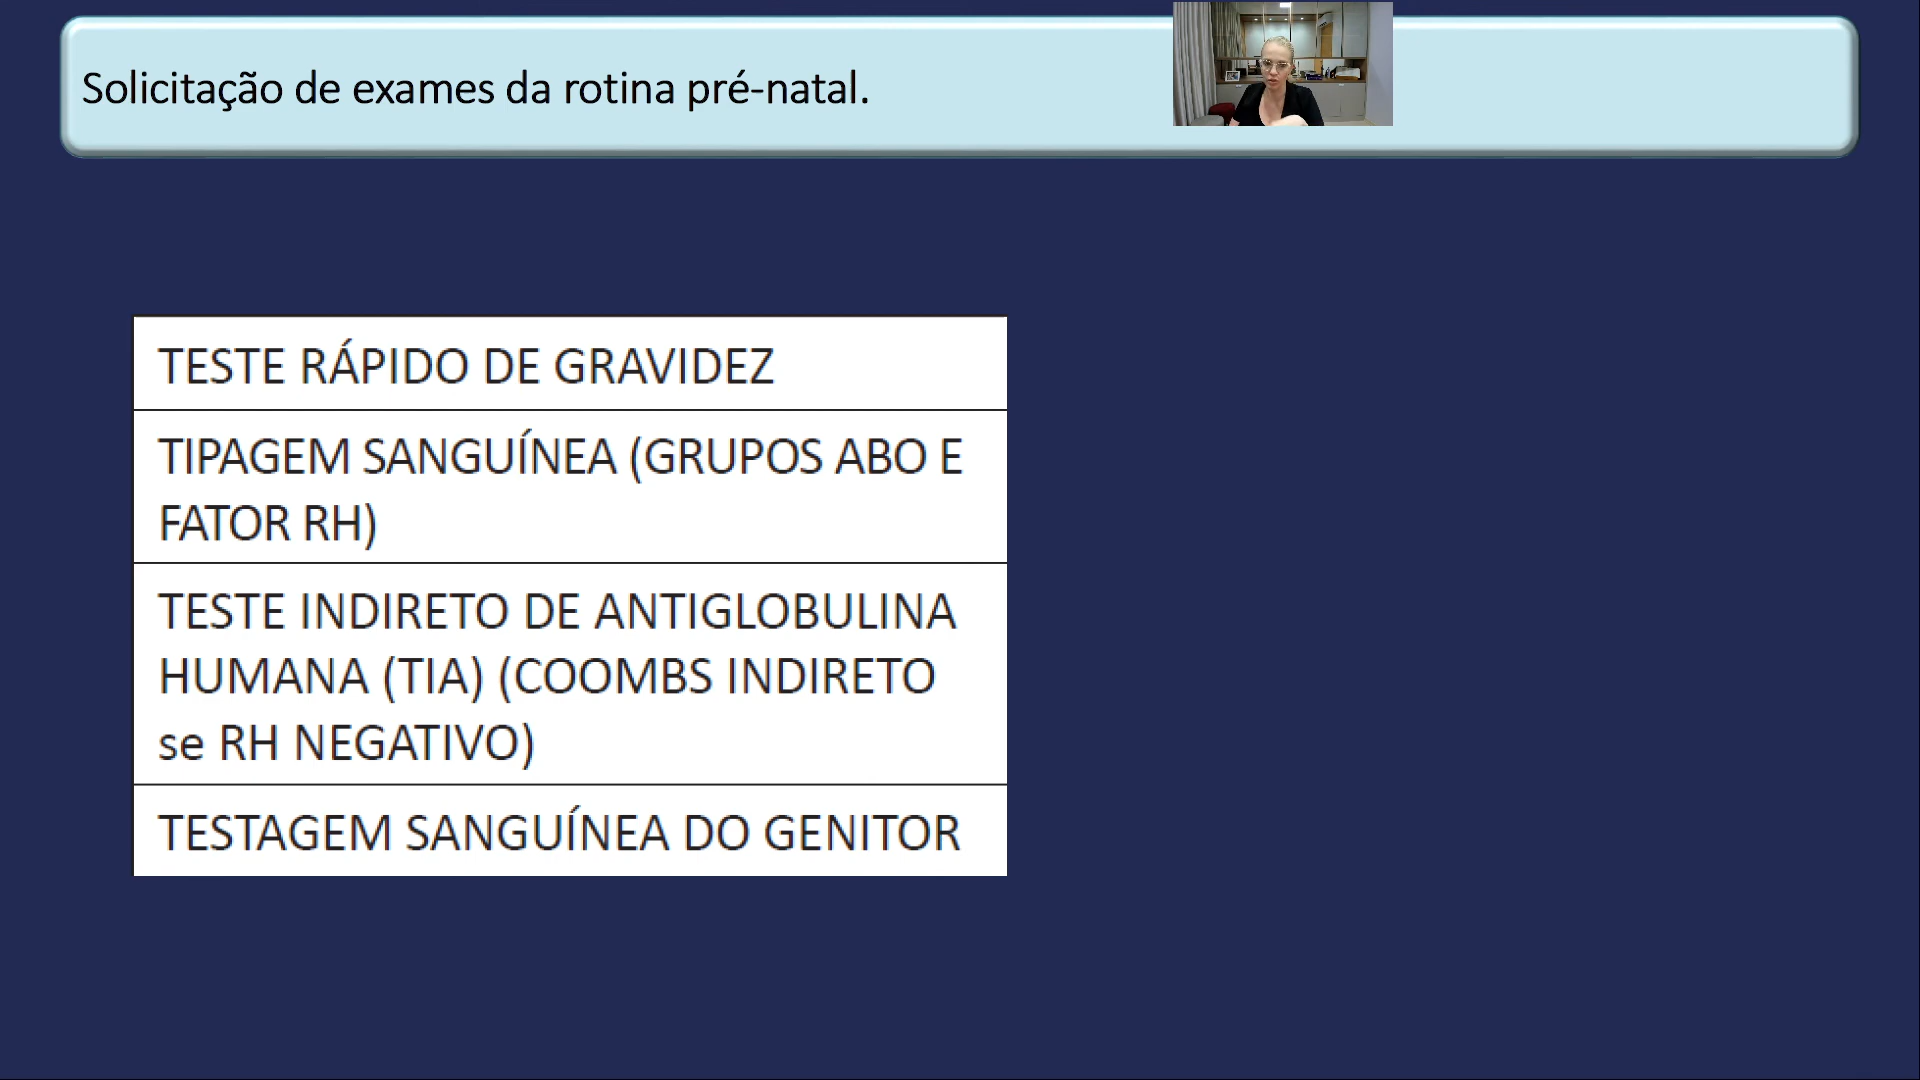 Solicitação de exames da rotina pré-natal.
TESTE RÁPIDO DE GRAVIDEZ
TIPAGEM SANGUÍNEA (GRUPOS ABO E
FATOR RH)
TESTE INDIRETO DE ANTIGLOBULINA
HUMANA (TIA) (COOMBS INDIRETO
se RH NEGATIVO)
TESTAGEM SANGUÍNEA DO GENITOR